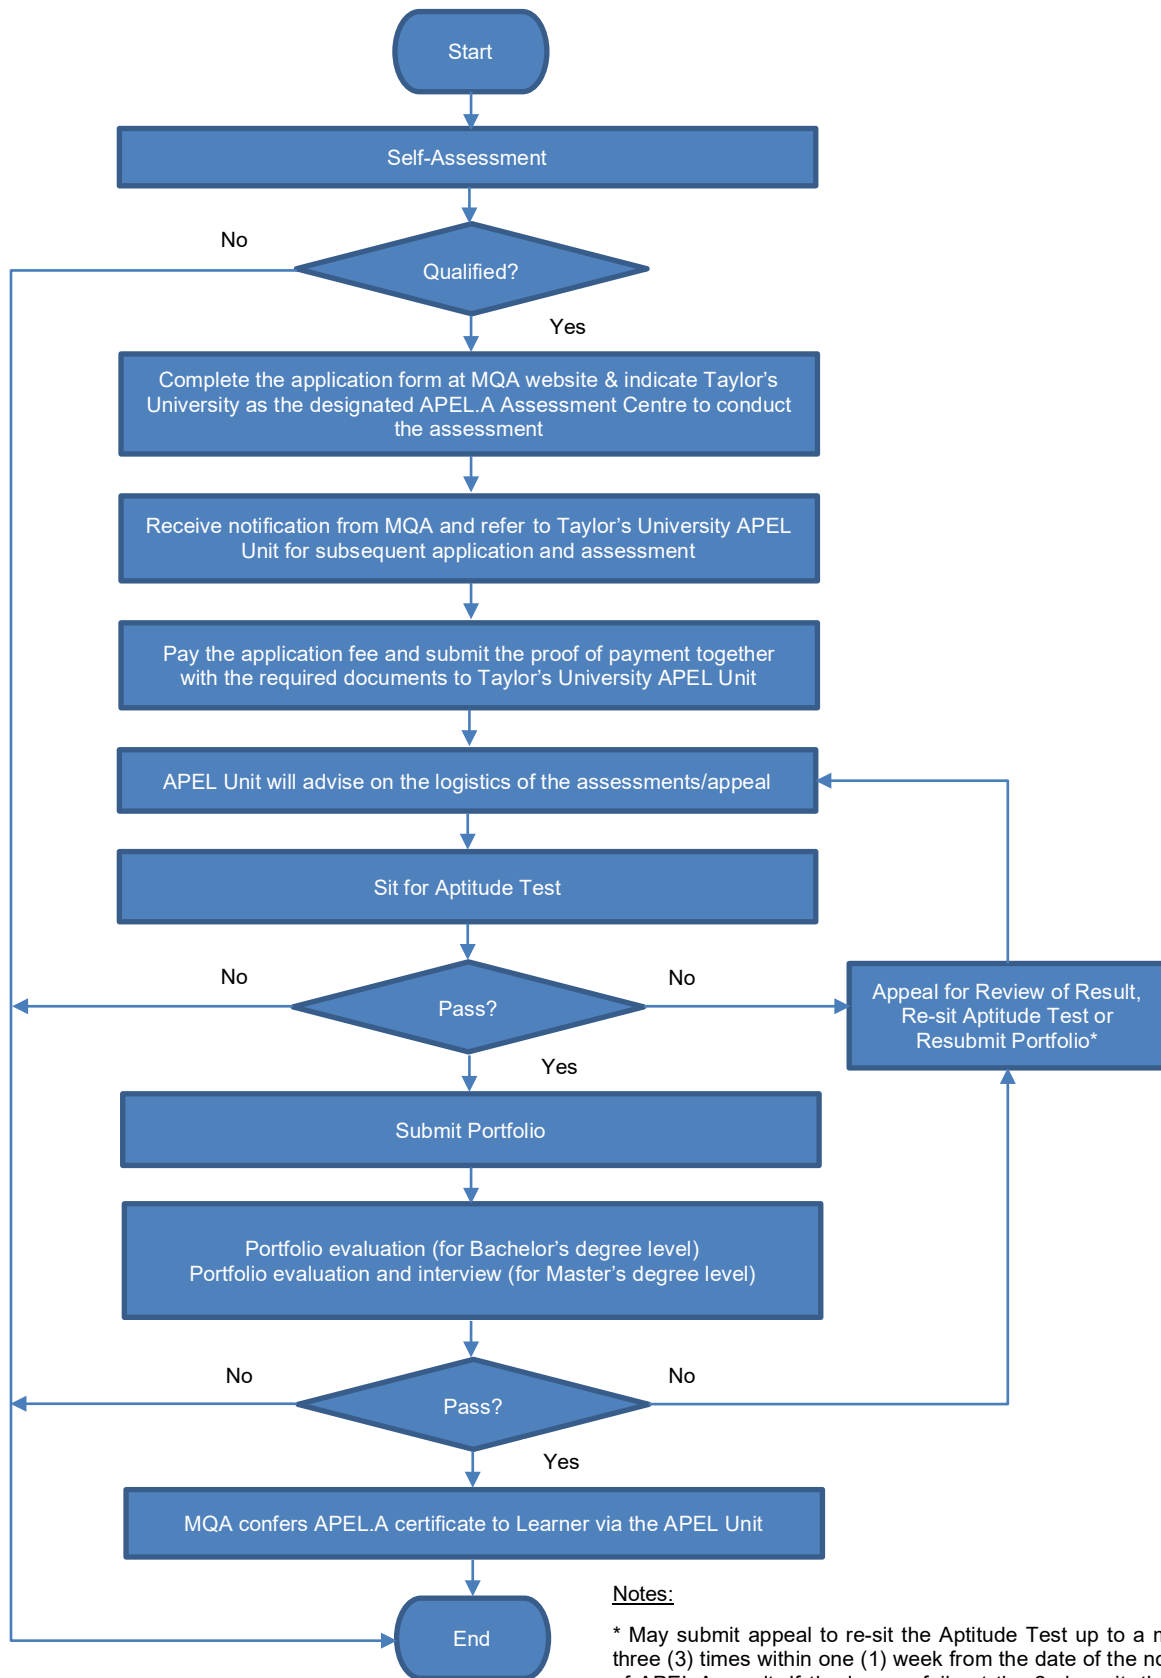 Start
Self-Assessment
No
Qualified?
Yes
Complete the application form at MQA website & indicate Taylor's
University as the designated APEL.A Assessment Centre to conduct
the assessment
Receive notification from MQA and refer to Taylor's University APEL
Unit for subsequent application and assessment
Pay the application fee and submit the proof of payment together
with the required documents to Taylor's University APEL Unit
APEL Unit will advise on the logistics of the assessments/appeal
Sit for Aptitude Test
No
Pass?
No
Appeal for Review of Result,
Re-sit Aptitude Test or
Resubmit Portfolio*
Yes
Submit Portfolio
Portfolio evaluation (for Bachelor's degree level)
Portfolio evaluation and interview (for Master's degree level)
No
Pass?
No
Yes
MQA confers APEL.A certificate to Learner via the APEL Unit
End
Notes:
* May submit appeal to re-sit the Aptitude Test up to a
three (3) times within one (1) week from the date of the